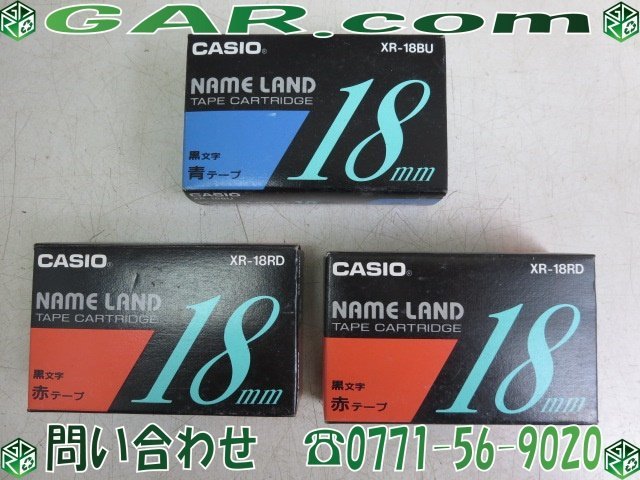 GAR.com
CASIO® XR-18BU
NAME LAND
TAPE CARTRIDGE
18mm
黒文字
青テープ
CASIO® XR-18RD
NAME LAND
TAPE CARTRIDGE
18mm
黒文字
赤テープ
CASIO® XR-18RD
NAME LAND
TAPE CARTRIDGE
18mm
黒文字
赤テープ
問い合わせ ☎0771-56-9020